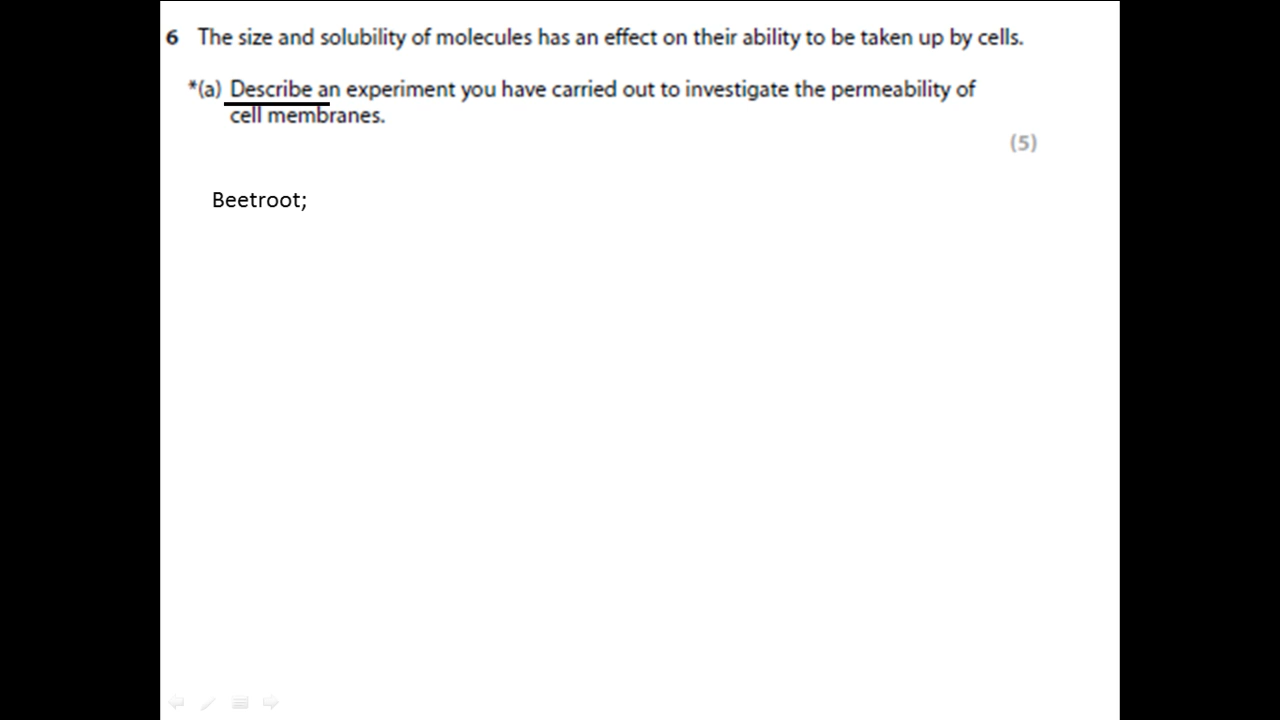 6 The size and solubility of molecules has an effect on their ability to be taken up by cells.
*(a) Describe an experiment you have carried out to investigate the permeability of
cell membranes.
(5)
Beetroot;